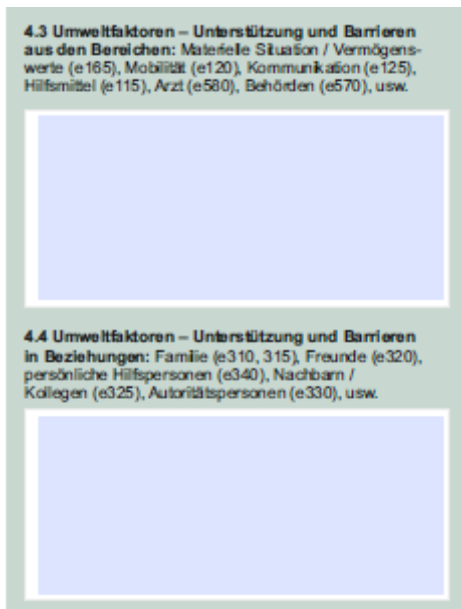 4.3 Umweltfaktoren – Unterstützung und Barrieren
aus den Bereichen: Materielle Situation / Vermögens-
werte (e165), Mobilität (e120), Kommunikation (e125),
Hilfsmittel (e115), Arzt (e580), Behörden (e570), usw.
4.4 Umweltfaktoren – Unterstützung und Barrieren
in Beziehungen: Familie (e310, 315), Freunde (e320),
persönliche Hilfspersonen (e340), Nachbarn /
Kollegen (e325), Autoritätspersonen (e330), usw.